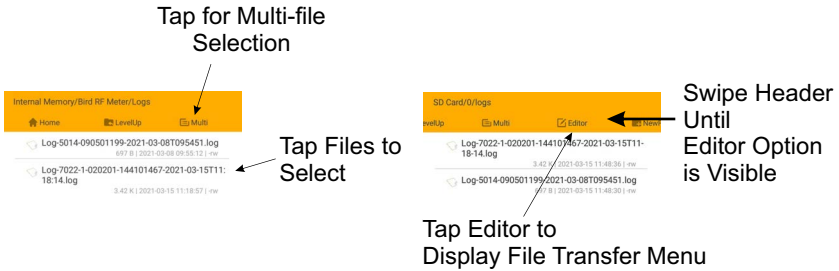 Tap for Multi-file
Selection
Internal Memory/Bird RF Meter/Logs
Home
LevelUp
Multi
Log-5014-090501199-2021-03-08T095451.log
697 B | 2021-03-08 09:55:12 | -rw
Log-7022-1-020201-144101467-2021-03-15T11:
18:14.log
3.42 K | 2021-03-15 11:18:57 | -rw
Tap Files to
Select
SD Card/0/logs
evelUp
Multi
Editor
New
Log-7022-1-020201-144101467-2021-03-15T11-
18-14.log
3.42 K | 2021-03-15 11:48:36 | -rw
Log-5014-090501199-2021-03-08T095451.log
697 B | 2021-03-15 11:48:30 | -rw
Swipe Header
Until
Editor Option
is Visible
Tap Editor to
Display File Transfer Menu